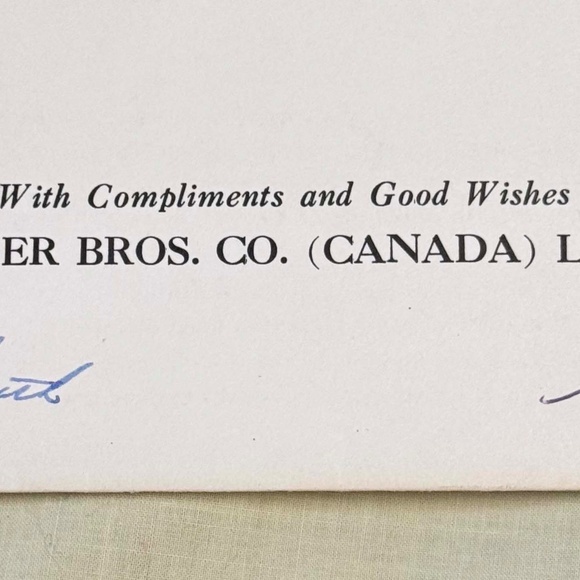 With Compliments and Good Wishes
ER BROS. CO. (CANADA) L